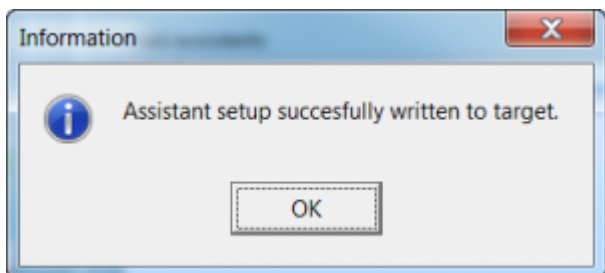 Information
Assistant setup succesfully written to target.
OK